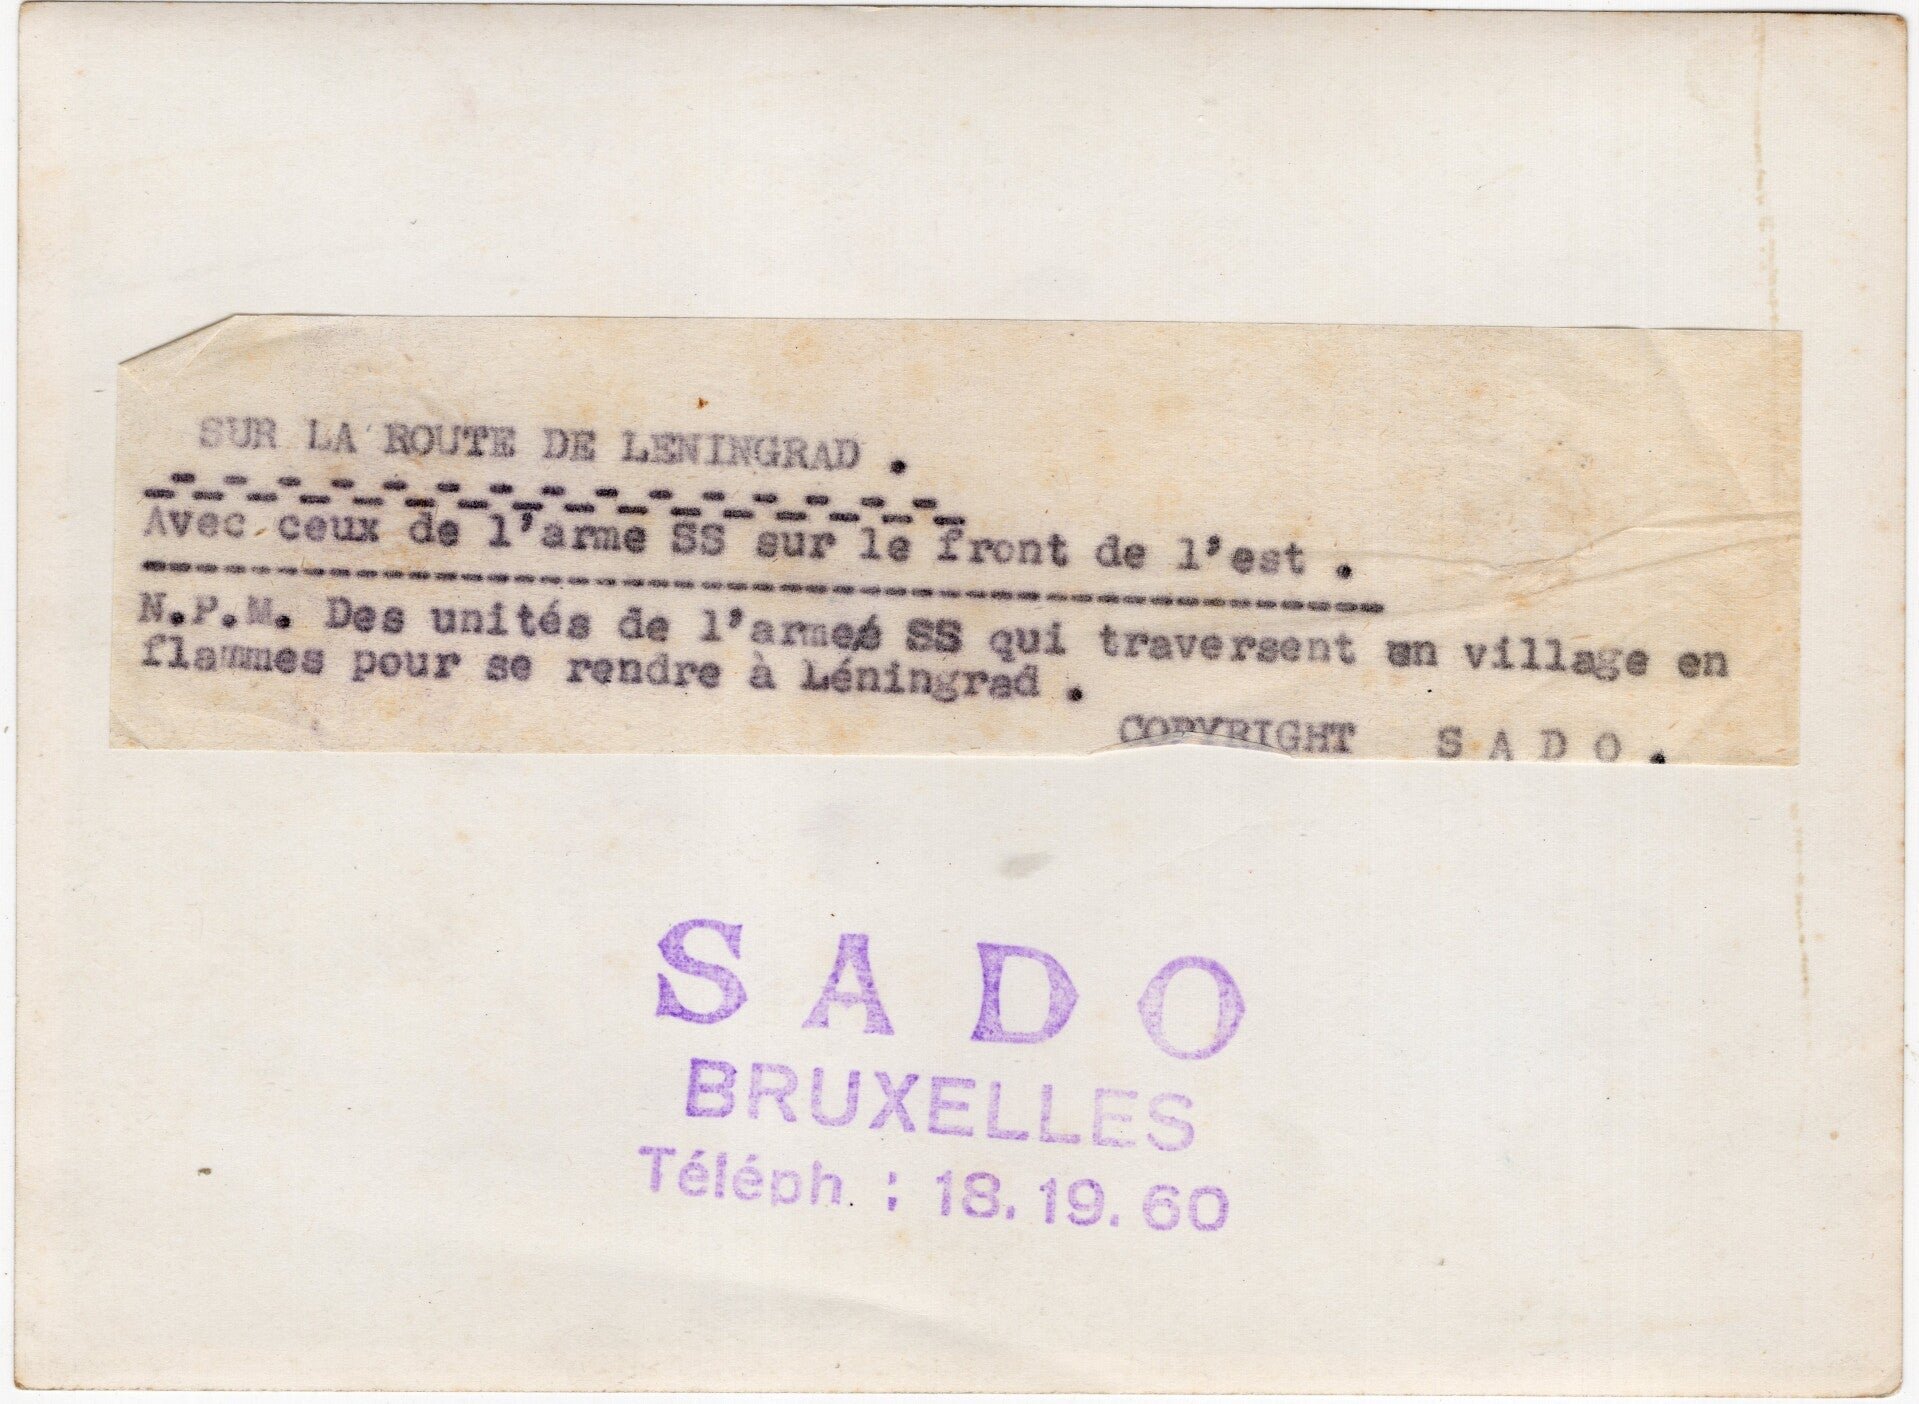 SUR LA ROUTE DE LENINGRAD .
Avec ceux de l'arme SS sur le front de l'est .
N.P.M. Des unités de l'armeé SS qui traversent un village en
flammes pour se rendre à Léningrad .
COPYRIGHT S A D O .
SADO
BRUXELLES
Téléph. : 18.19.60